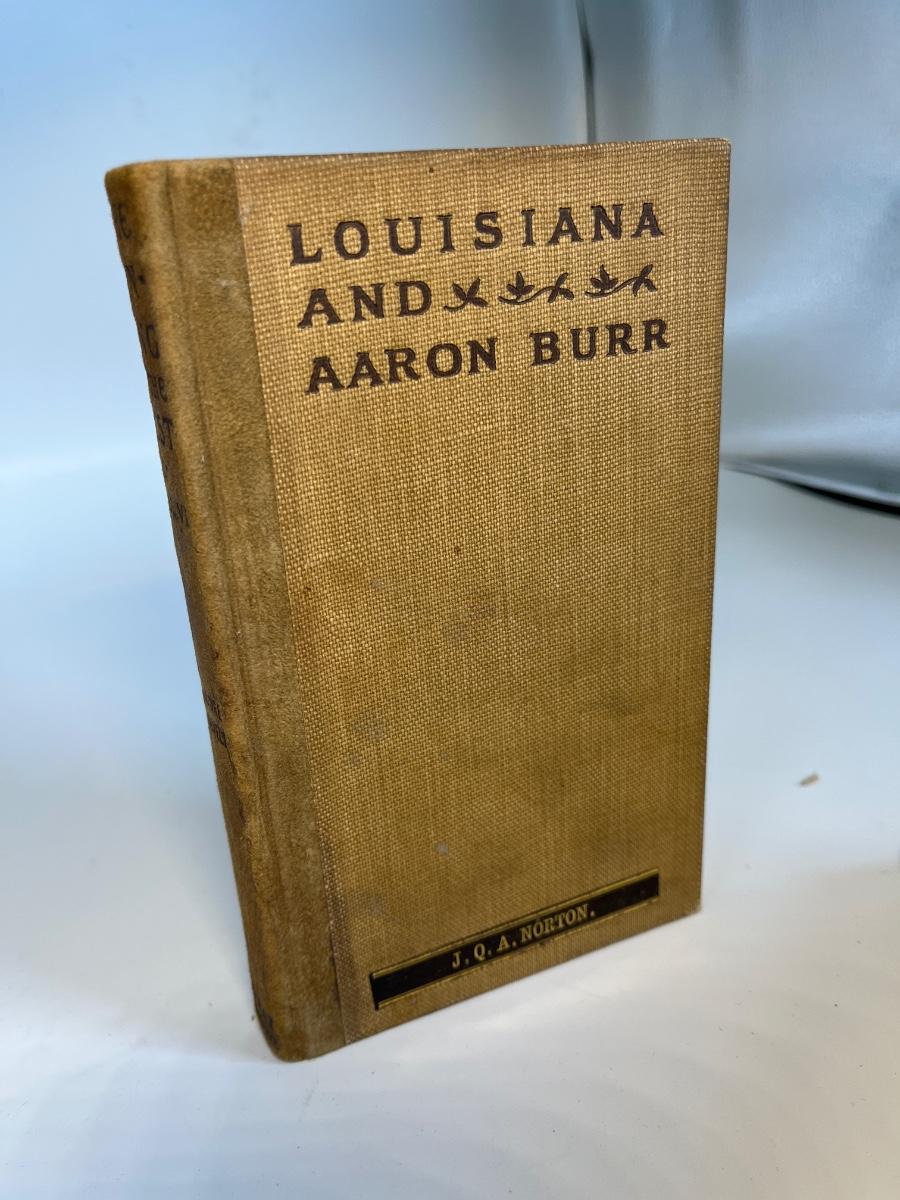 LOUISIANA
AND
AARON BURR
J. Q. A. NORTON.